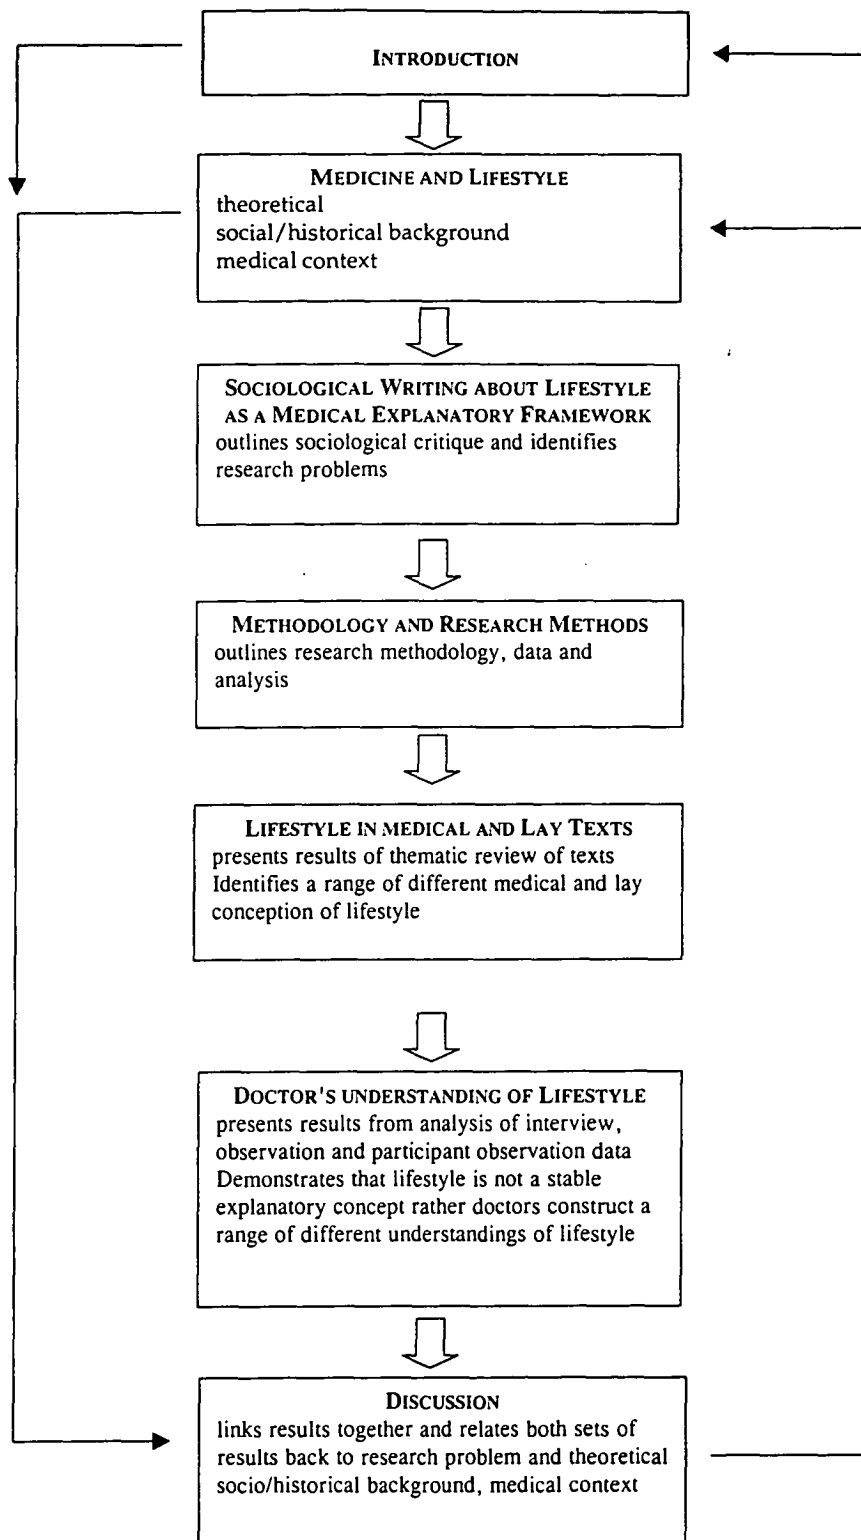 INTRODUCTION
MEDICINE AND LIFESTYLE
theoretical
social/historical background
medical context
SOCIOLOGICAL WRITING ABOUT LIFESTYLE
AS A MEDICAL EXPLANATORY FRAMEWORK
outlines sociological critique and identifies
research problems
METHODOLOGY AND RESEARCH METHODS
outlines research methodology, data and
analysis
LIFESTYLE IN MEDICAL AND LAY TEXTS
presents results of thematic review of texts
Identifies a range of different medical and lay
conception of lifestyle
DOCTOR'S UNDERSTANDING OF LIFESTYLE
presents results from analysis of interview,
observation and participant observation data
Demonstrates that lifestyle is not a stable
explanatory concept rather doctors construct a
range of different understandings of lifestyle
DISCUSSION
links results together and relates both sets of
results back to research problem and theoretical
socio/historical background, medical context